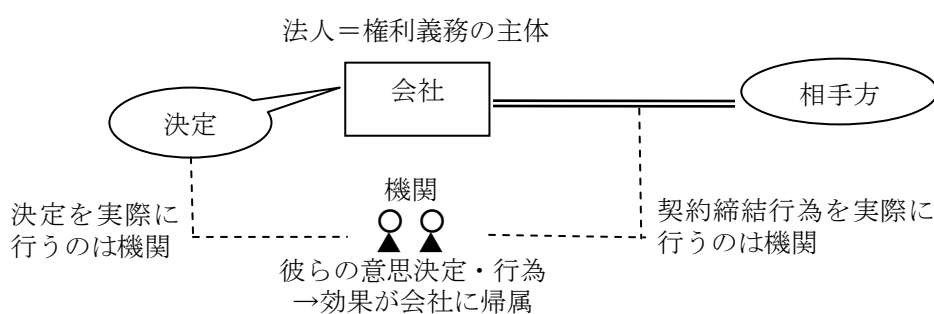 法人＝権利義務の主体
会社
相手方
決定
機関
決定を実際に
行うのは機関
契約締結行為を実際に
行うのは機関
彼らの意思決定・行為
→効果が会社に帰属